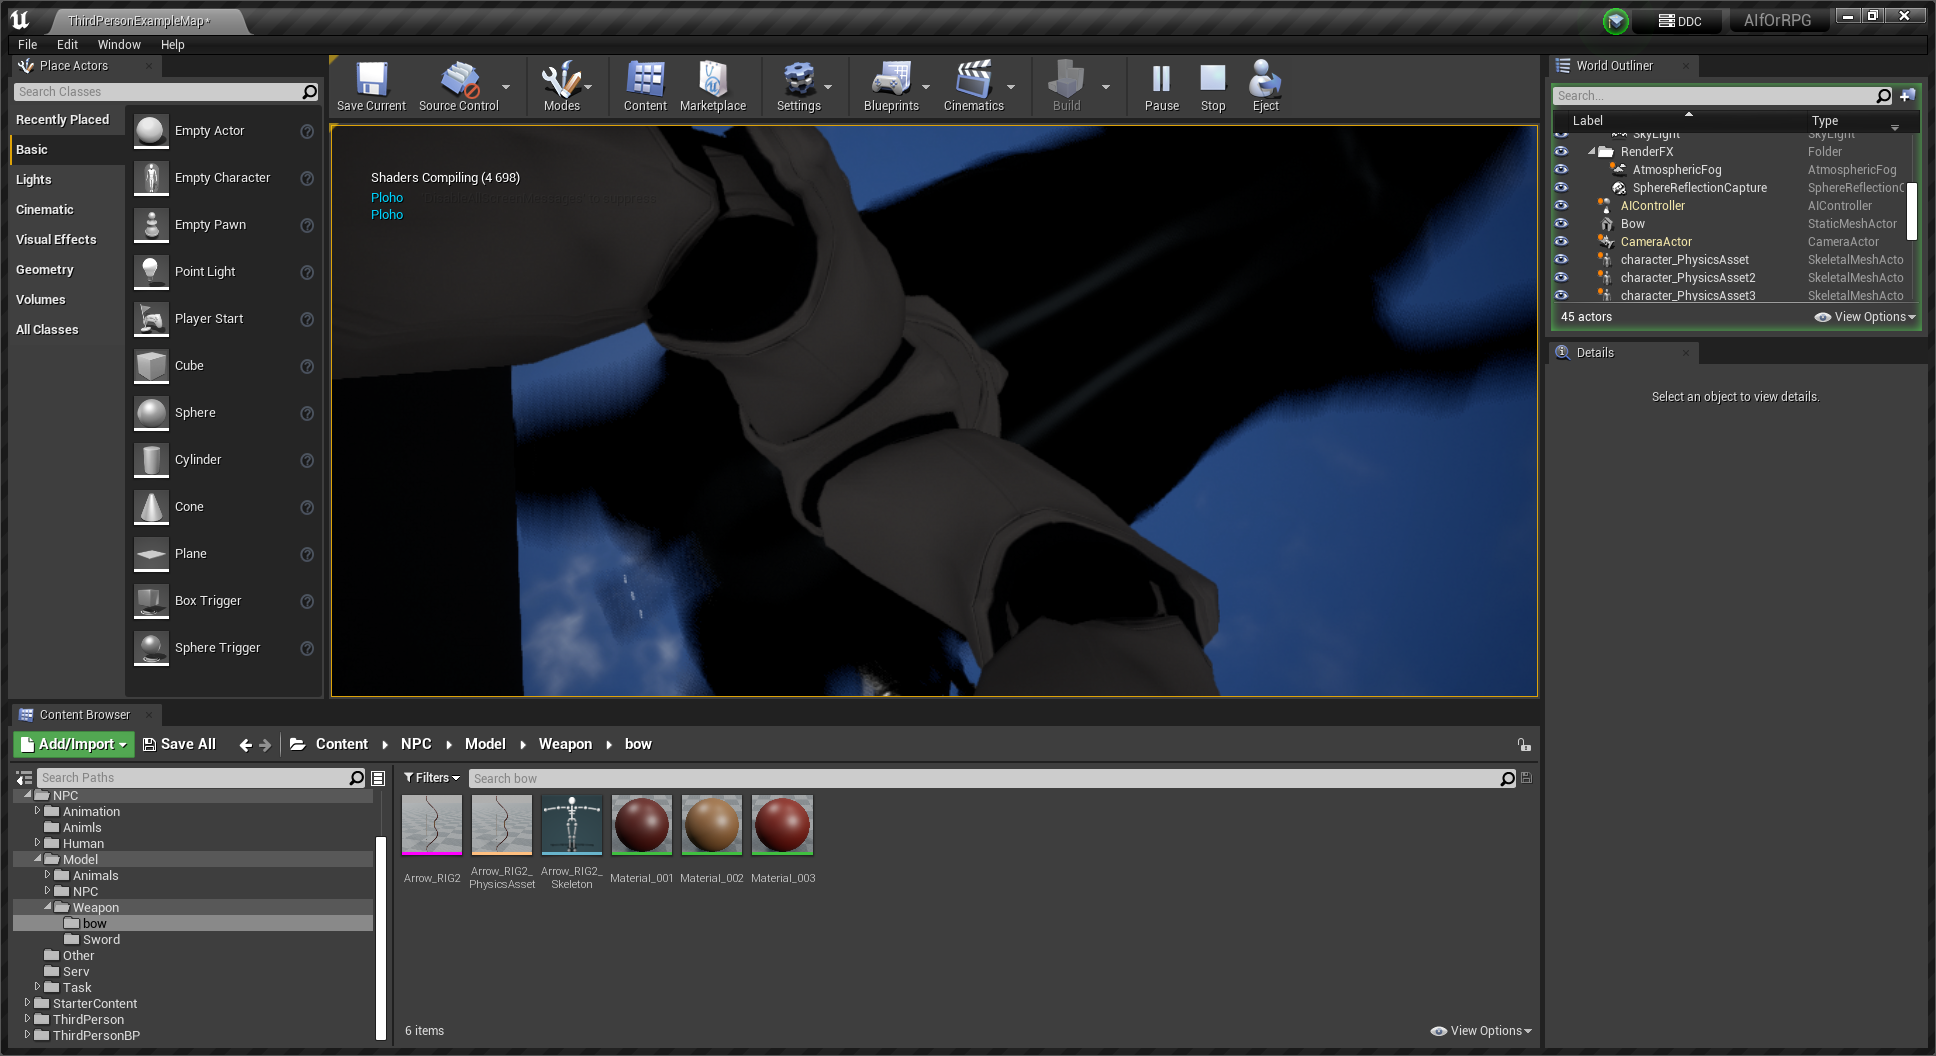 ThirdPersonExampleMap*
DDC
AIfOrRPG
File Edit Window Help
Place Actors
Search Classes
Recently Placed
Basic
Lights
Cinematic
Visual Effects
Geometry
Volumes
All Classes
Empty Actor
Empty Character
Empty Pawn
Point Light
Player Start
Cube
Sphere
Cylinder
Cone
Plane
Box Trigger
Sphere Trigger
Save Current Source Control Modes Content Marketplace Settings Blueprints Cinematics Build Pause Stop Eject
Shaders Compiling (4 698)
Ploho
Ploho
World Outliner
Search...
Label Type
SkyLight SkyLight
RenderFX Folder
AtmosphericFog AtmosphericFog
SphereReflectionCapture SphereReflectionC
AIController AIController
Bow StaticMeshActor
CameraActor CameraActor
character_PhysicsAsset SkeletalMeshActo
character_PhysicsAsset2 SkeletalMeshActo
character_PhysicsAsset3 SkeletalMeshActo
45 actors View Options
Details
Select an object to view details.
Content Browser
Add/Import Save All Content NPC Model Weapon bow
Search Paths
NPC
Animation
Animls
Human
Model
Animals
NPC
Weapon
bow
Sword
Other
Serv
Task
StarterContent
ThirdPerson
ThirdPersonBP
Filters Search bow
Arrow_RIG2
Arrow_RIG2_
PhysicsAsset
Arrow_RIG2_
Skeleton
Material_001
Material_002
Material_003
6 items View Options